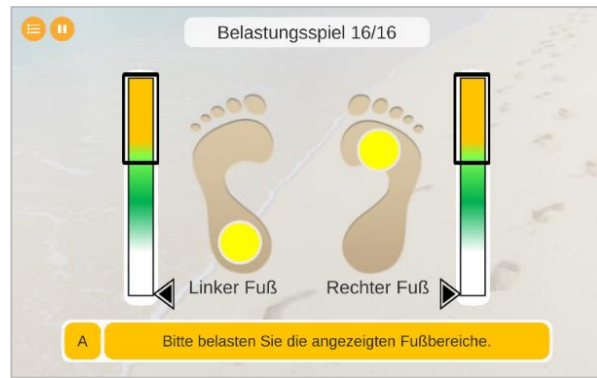 Belastungsspiel 16/16
Linker Fuß
Rechter Fuß
A
Bitte belasten Sie die angezeigten Fußbereiche.